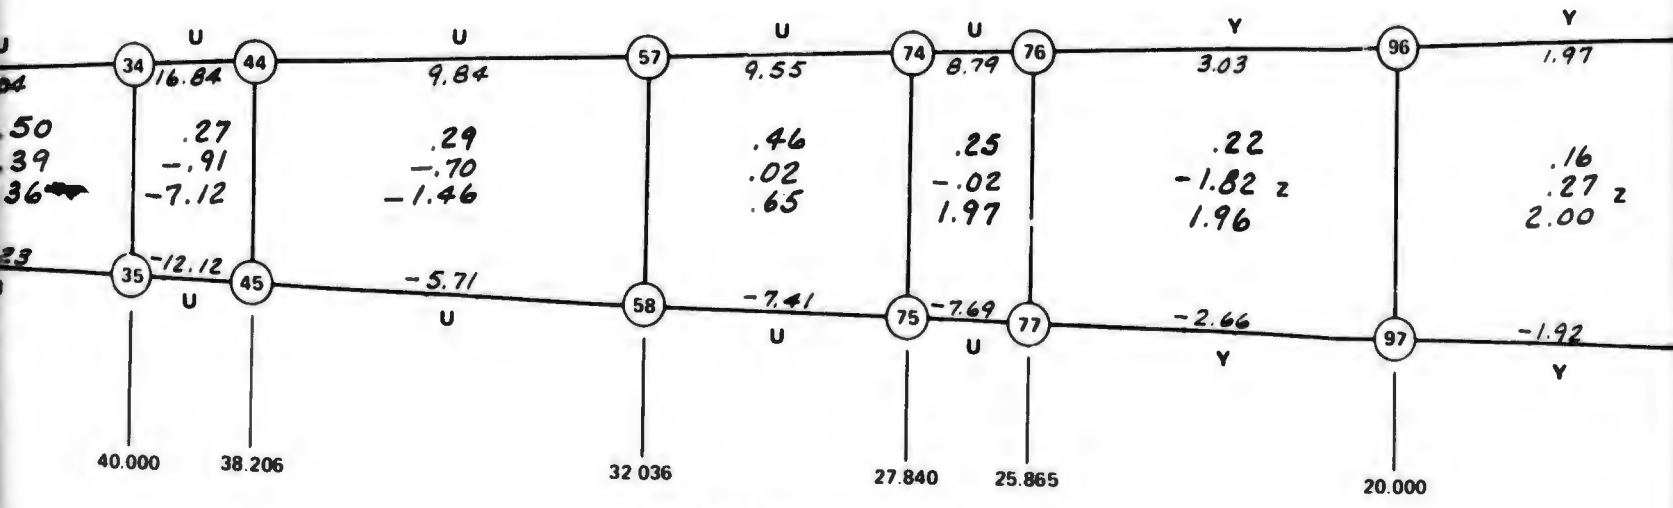 U U U U U Y Y
34 44 57 74 76 96
04 16.84 9.84 9.55 8.79 3.03 1.97
.50 .27 .29 .46 .25 .22 .16
.39 -.91 -.70 .02 -.02 -1.82 z .27 z
36 -7.12 -1.46 .65 1.97 1.96 2.00
23 -12.12 -5.71 -7.41 -7.69 -2.66 -1.92
35 45 58 75 77 97
U U U U Y Y
40.000 38.206 32 036 27.840 25.865 20.000